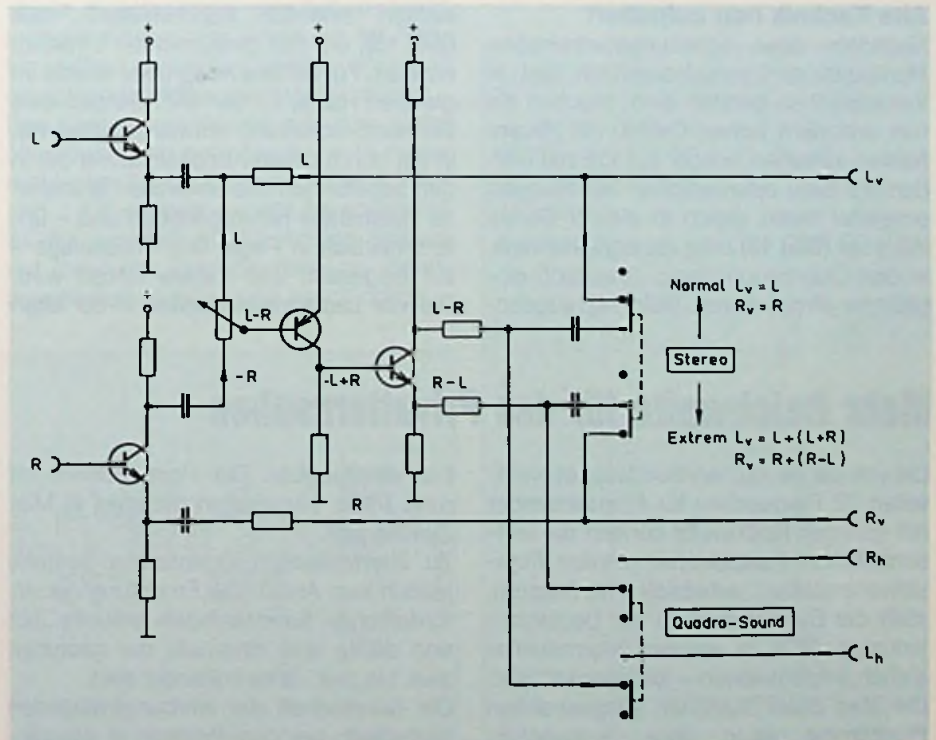 +
+
+
L
L
Lv
L
+
L-R
L-R
-L+R
-R
R-L
R
R
Normal Lv = L
Rv = R
Stereo
Extrem Lv = L+(L+R)
Rv = R+(R-L)
Rv
Rh
Quadro-Sound
Lh